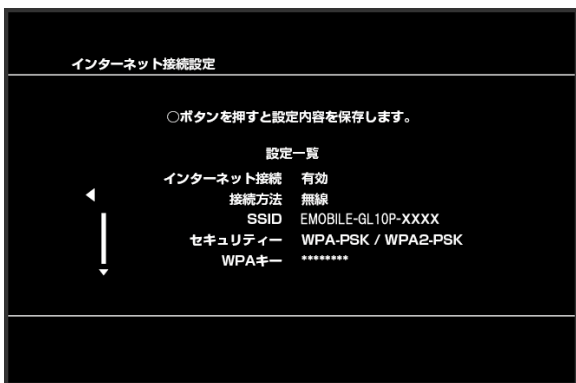 インターネット接続設定
○ボタンを押すと設定内容を保存します。
設定一覧
インターネット接続 有効
接続方法 無線
SSID EMOBILE-GL10P-XXXX
セキュリティー WPA-PSK / WPA2-PSK
WPAキー ********